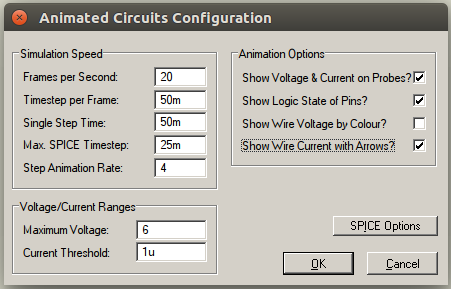 Animated Circuits Configuration
Simulation Speed
Frames per Second: 20
Timestep per Frame: 50m
Single Step Time: 50m
Max. SPICE Timestep: 25m
Step Animation Rate: 4
Voltage/Current Ranges
Maximum Voltage: 6
Current Threshold: 1u
Animation Options
Show Voltage & Current on Probes?
Show Logic State of Pins?
Show Wire Voltage by Colour?
Show Wire Current with Arrows?
SPICE Options
OK
Cancel